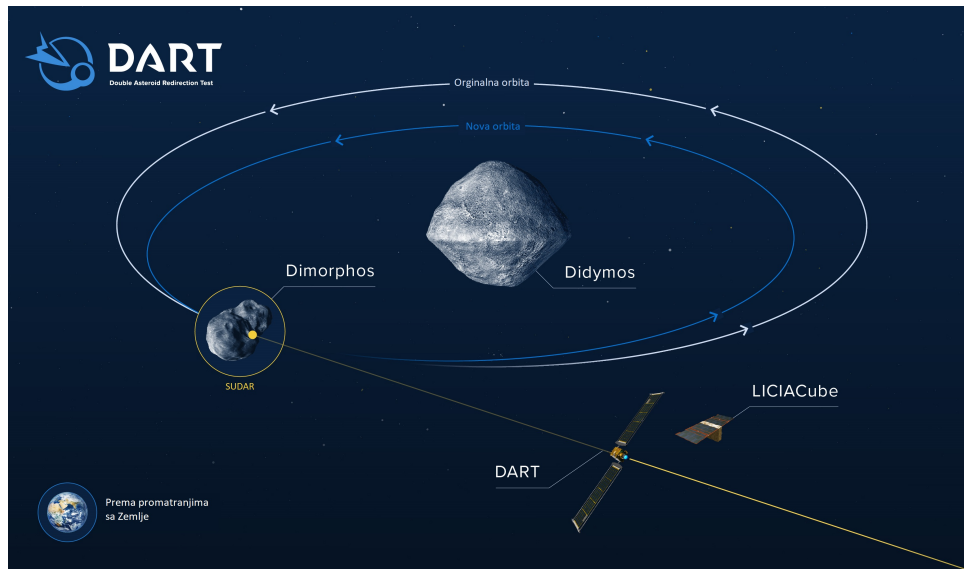 DART
Double Asteroid Redirection Test
Orginalna orbita
Nova orbita
Dimorphos
Didymos
SUDAR
LICIACube
DART
Prema promatranjima
sa Zemlje